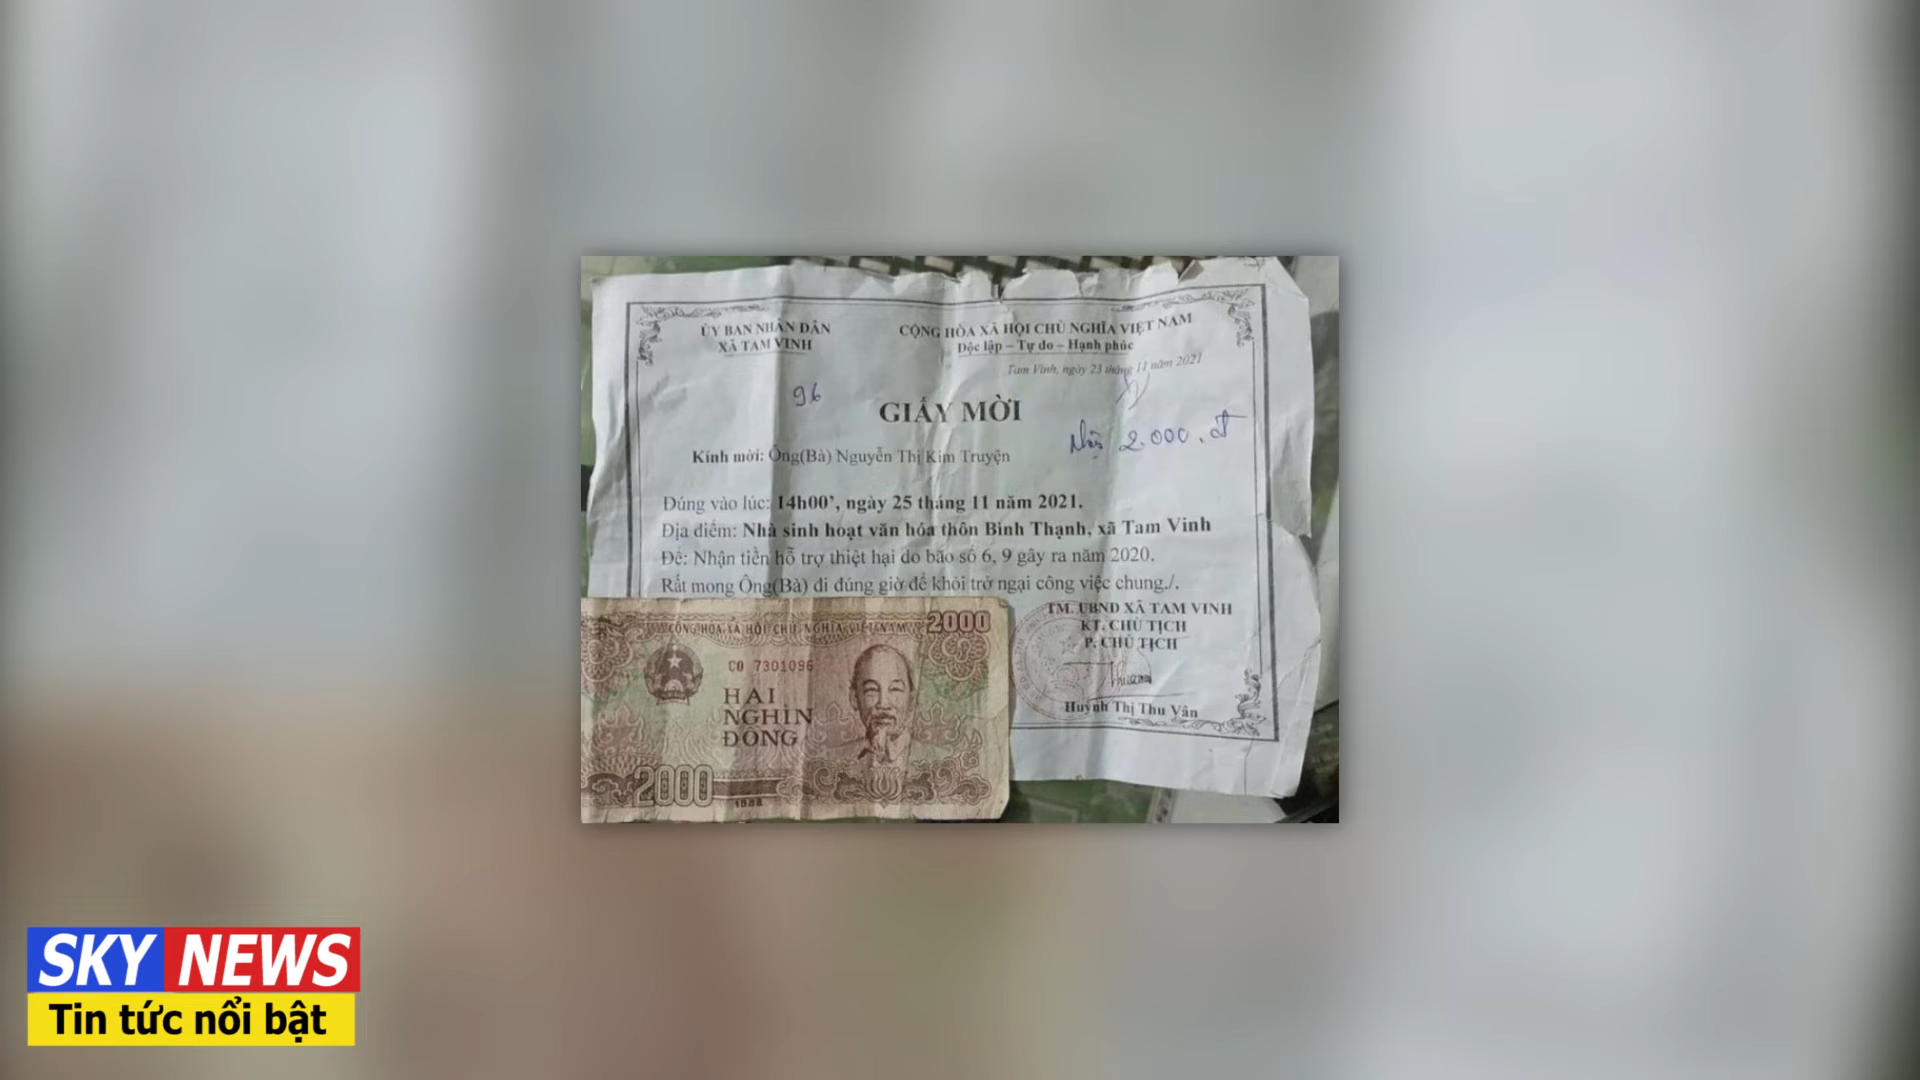 ỦY BAN NHÂN DÂN
XÃ TAM VINH
CỘNG HÒA XÃ HỘI CHỦ NGHĨA VIỆT NAM
Độc lập – Tự do – Hạnh phúc
Tam Vinh, ngày 23 tháng 11 năm 2021
96
GIẤY MỜI
2.000.đ
Kính mời: Ông(Bà) Nguyễn Thị Kim Truyện
Đúng vào lúc: 14h00’, ngày 25 tháng 11 năm 2021.
Địa điểm: Nhà sinh hoạt văn hóa thôn Bình Thạnh, xã Tam Vinh
Để: Nhận tiền hỗ trợ thiệt hại do bão số 6, 9 gây ra năm 2020.
Rất mong Ông(Bà) đi đúng giờ để khỏi trở ngại công việc chung./.
TM. UBND XÃ TAM VINH
KT. CHỦ TỊCH
P. CHỦ TỊCH
Huỳnh Thị Thu Vân
CỘNG HÒA XÃ HỘI CHỦ NGHĨA VIỆT NAM
2000
CO 7301096
HAI
NGHÌN
ĐỒNG
2000
1988
SKY NEWS
Tin tức nổi bật